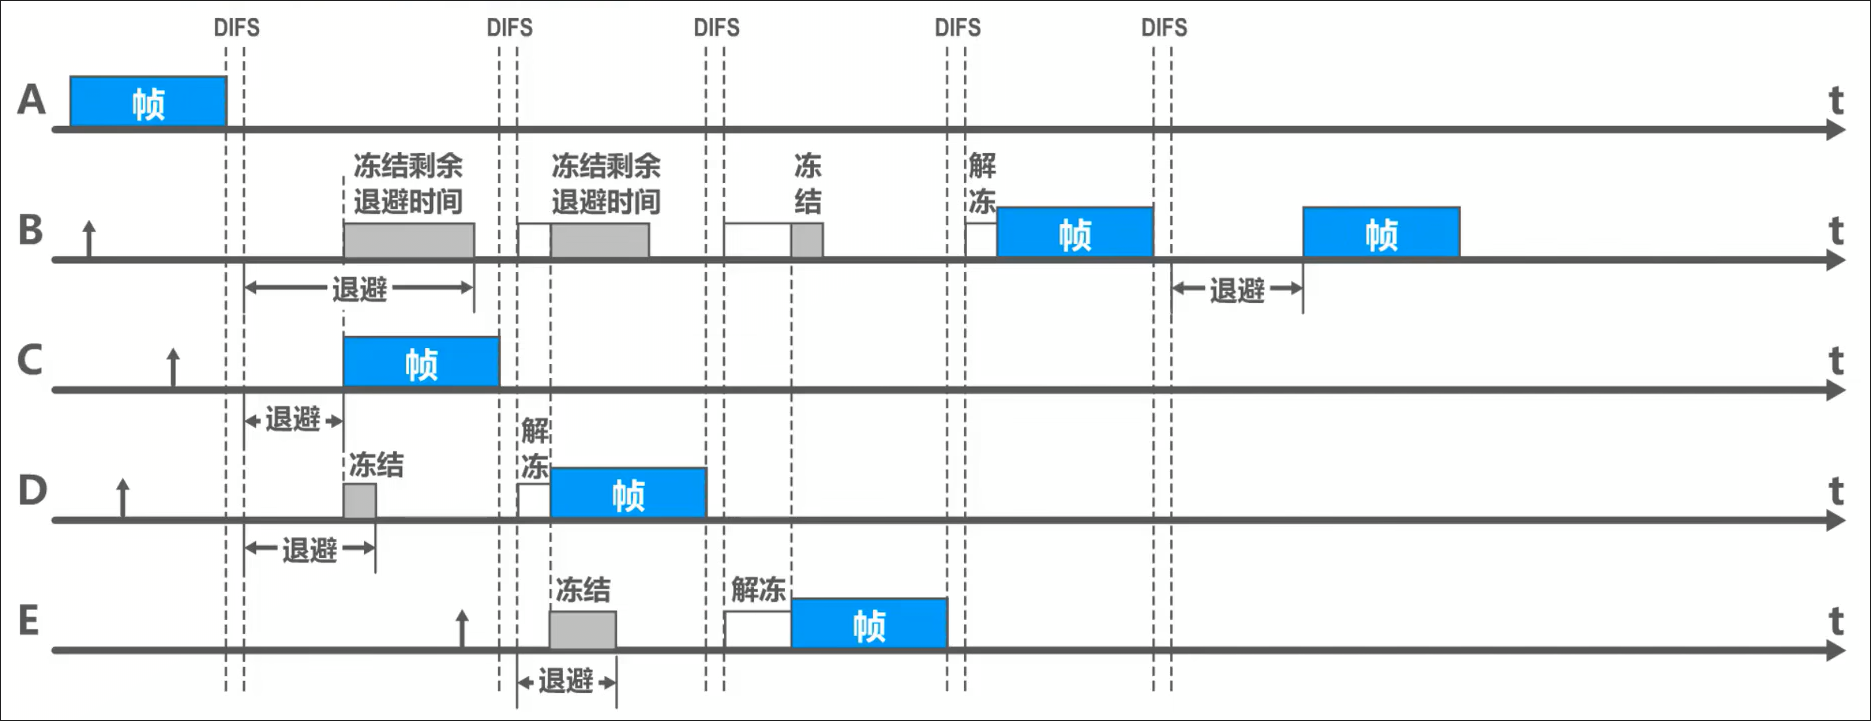 DIFS DIFS DIFS DIFS DIFS
A 帧 t
冻结剩余 冻结剩余 冻 解
退避时间 退避时间 结 冻
B 帧 帧 t
退避 退避
C 帧 t
退避 解
冻结 冻
D 帧 t
退避
冻结 解冻
E 帧 t
退避